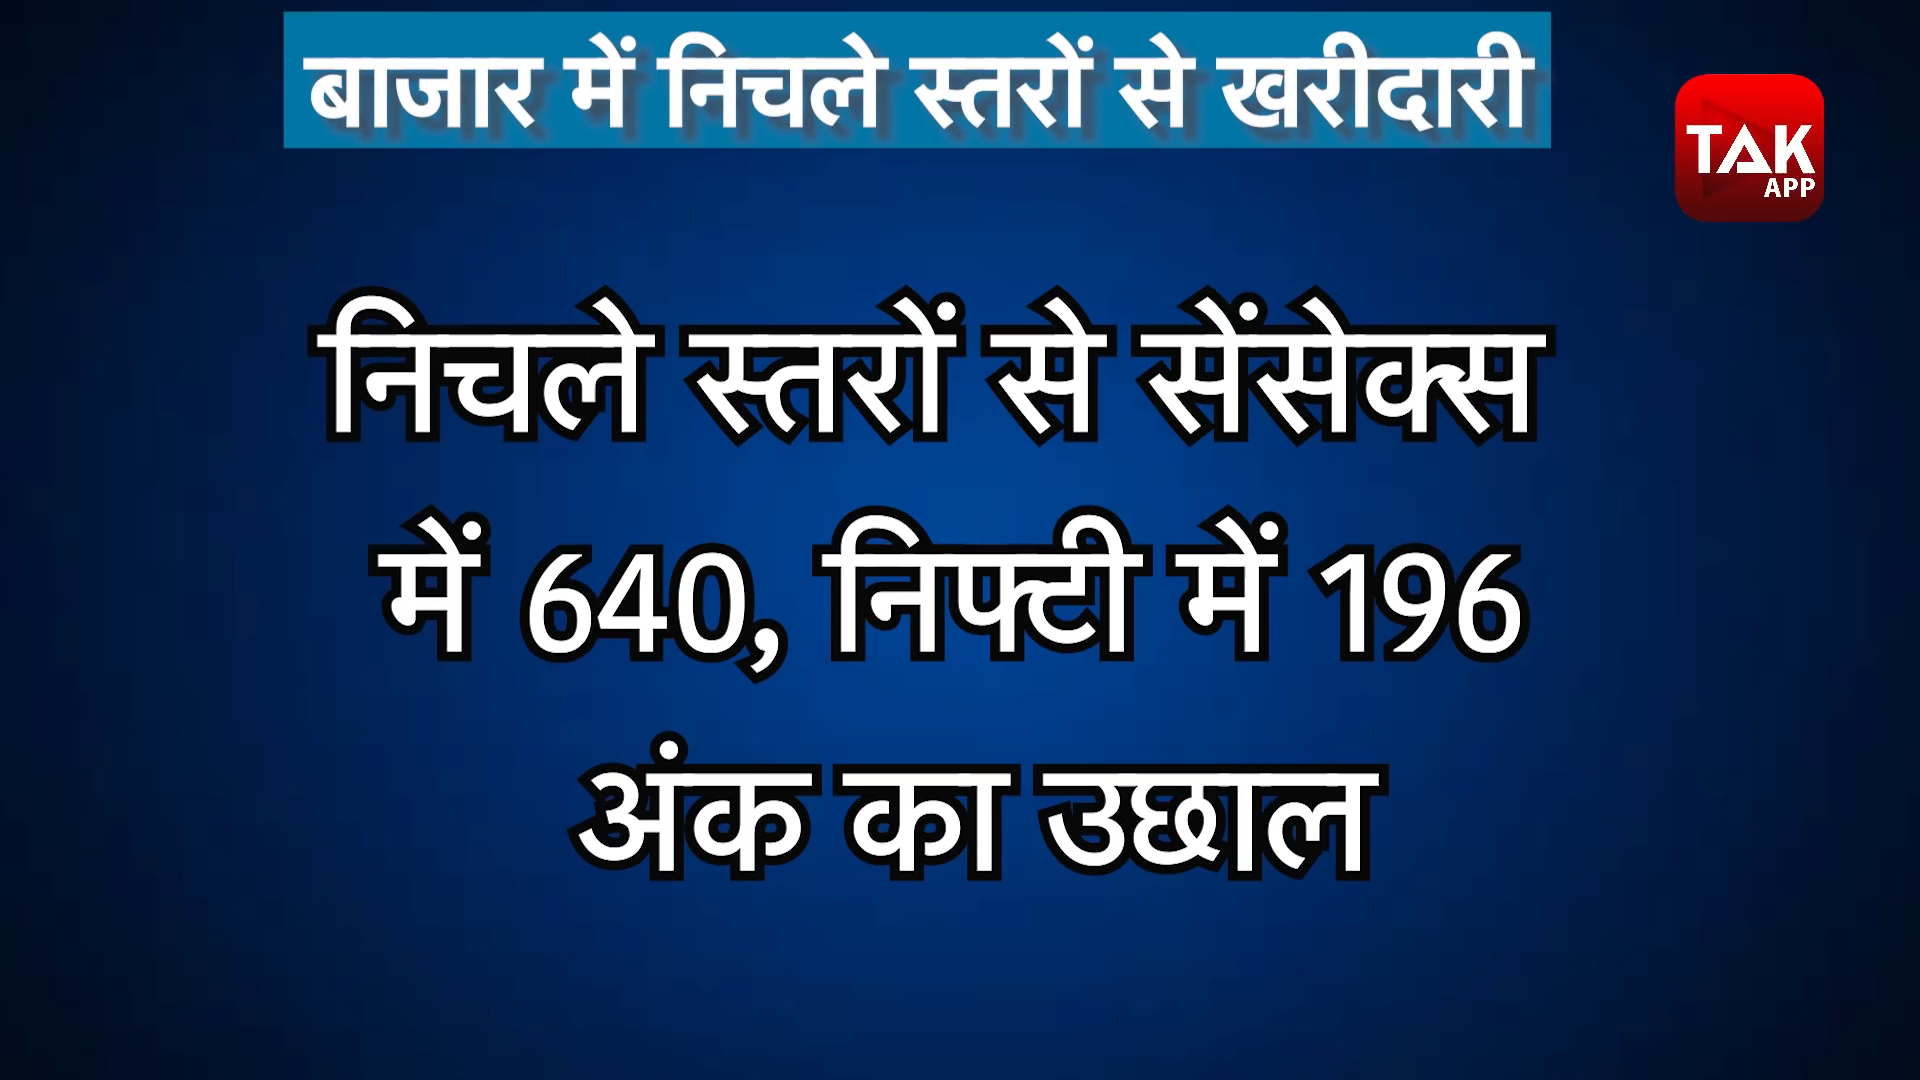 बाजार में निचले स्तरों से खरीदारी
TAK
APP
निचले स्तरों से सेंसेक्स
में 640, निफ्टी में 196
अंक का उछाल